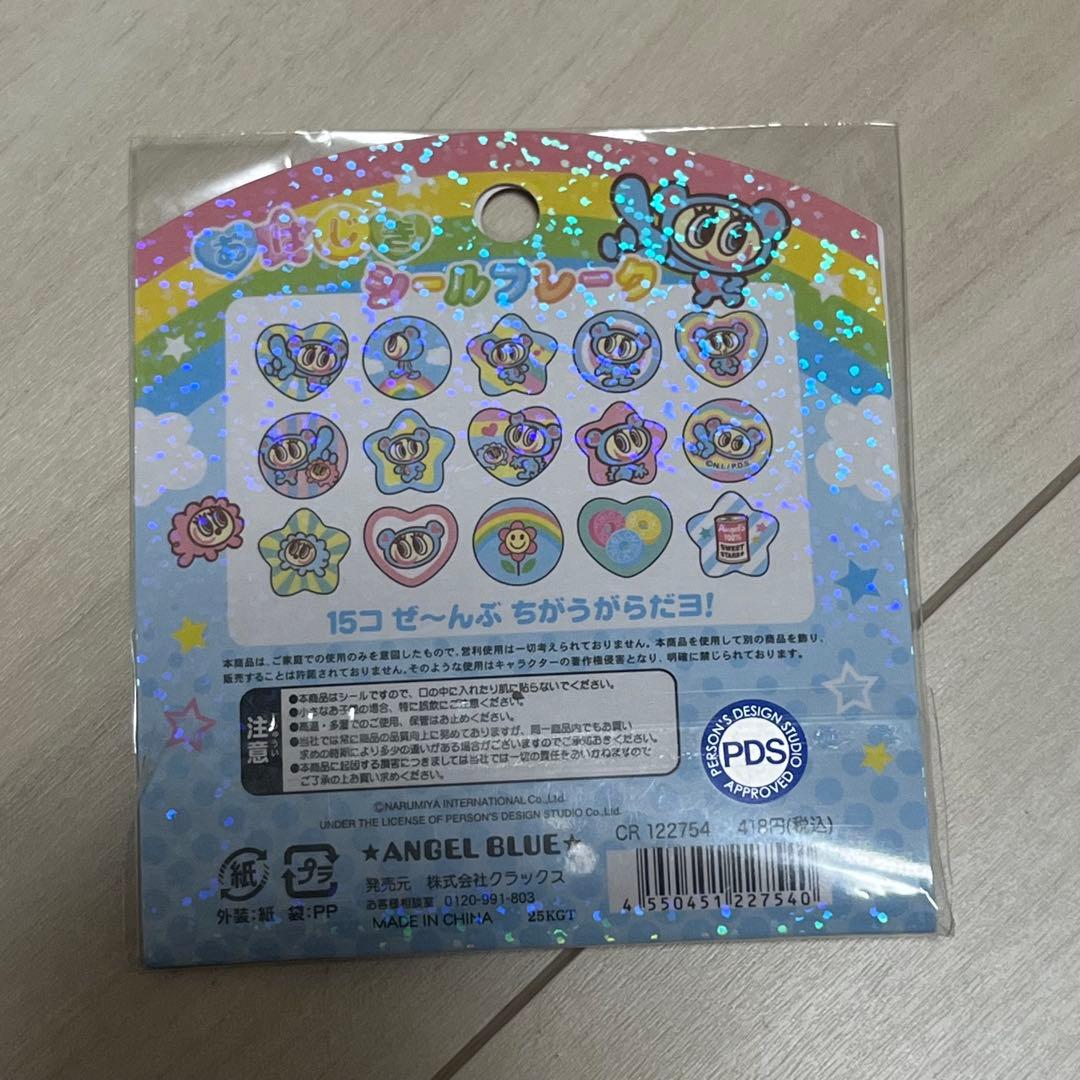 おはじき
シールフレーク
©N.I./P.D.S.
Angel's
100%
SWEET
STARS
15コ ぜ〜んぶ ちがうがらだヨ!
本商品は、ご家庭での使用のみを意図したもので、営利使用は一切考えられておりません。本商品を使用して別の商品を飾り、
販売することは許諾されておりません。そのような使用はキャラクターの著作権侵害となり、明確に禁じられております。
注意
ちゅうい
●本商品はシールですので、口の中に入れたり肌に貼らないでください。
●小さなお子様の場合、特に誤飲にご注意ください。
●高温・多湿でのご使用、保管はお止めください。
●当社では常に商品の品質向上に努めておりますが、同一商品内でもお買い
求めの時期により多少の違いがある場合がございますのでご承知おきください。
●本商品に起因する損害につきましては当社では一切の責任をおいかねますので
ご了承の上お買い求めください。
PERSON'S DESIGN STUDIO
PDS
APPROVED
©NARUMIYA INTERNATIONAL Co.,Ltd.
UNDER THE LICENSE OF PERSON'S DESIGN STUDIO Co.,Ltd.
CR 122754 418円(税込)
★ANGEL BLUE★
紙
プラ
発売元 株式会社クラックス
お客様相談室 0120-991-803
外装:紙 袋:PP
MADE IN CHINA 25KGT
4 550451 227540